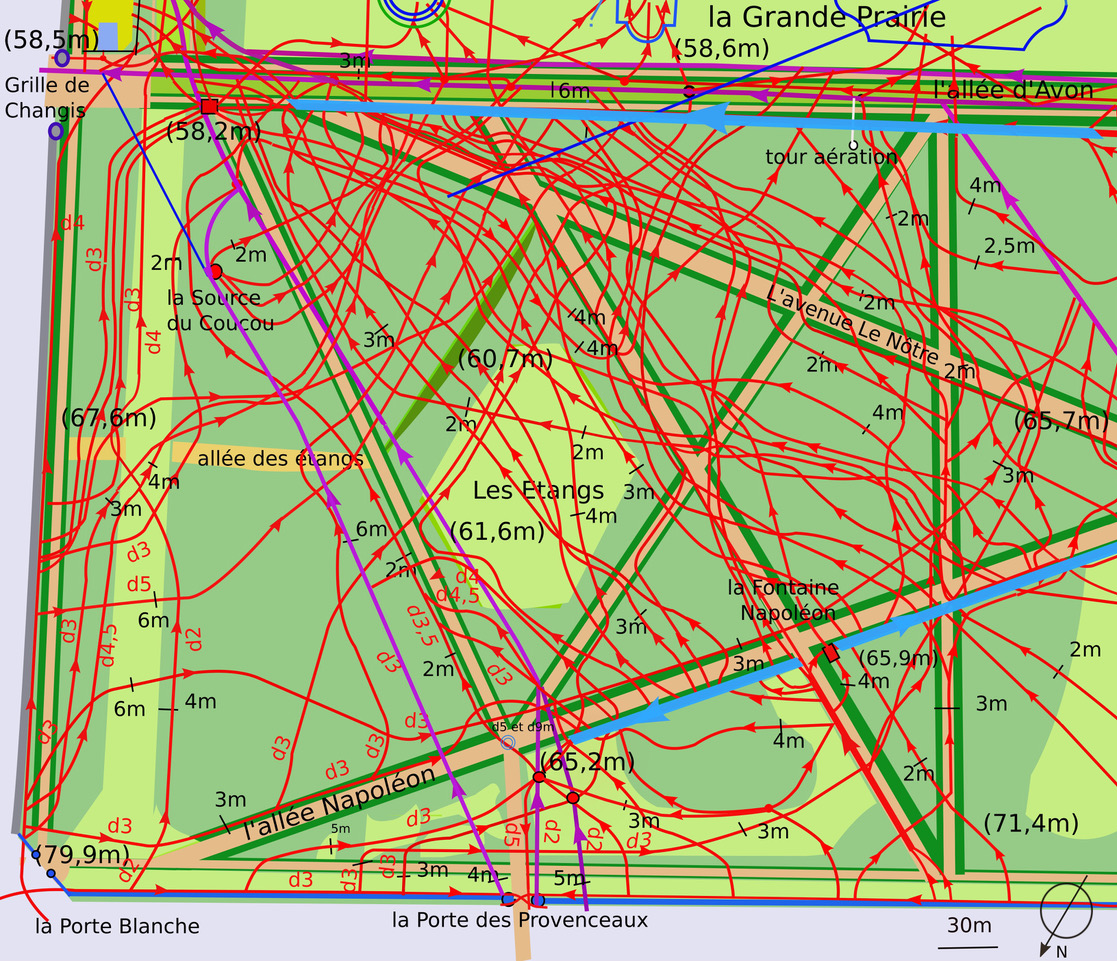 la Grande Prairie
(58,5m)
(58,6m)
3m
Grille de
Changis
16m
l'allée d'Avon
(58,2m)
tour aération
4m
2m
d4
d3
2m
2m
2,5m
la Source
du Coucou
d3
d4
3m
4m
4m
2m
L'avenue Le Nôtre
2m
2m
(60,7m)
(67,6m)
2m
4m
(65,7m)
allée des étangs
2m
4m
3m
3m
3m
Les Etangs
4m
(61,6m)
6m
2m
d3
d5
d4
d4,5
6m
d3
d4,5
d2
d3,5
d3
d3
3m
la Fontaine
Napoléon
(65,9m)
3m
4m
2m
2m
6m
4m
3m
d3
d3
d3
d3
d5 et d9m
4m
(65,2m)
d3
2m
l'allée Napoléon
3m
d3
5m
d3
d5
d2
d2
3m
d3
3m
(71,4m)
(79,9m)
d2
d3
d3
d3
3m
4m
5m
la Porte Blanche
la Porte des Provenceaux
30m
N